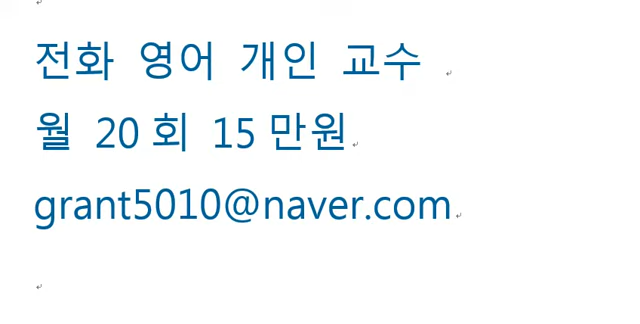 전화 영어 개인 교수
월 20 회 15 만원
grant5010@naver.com